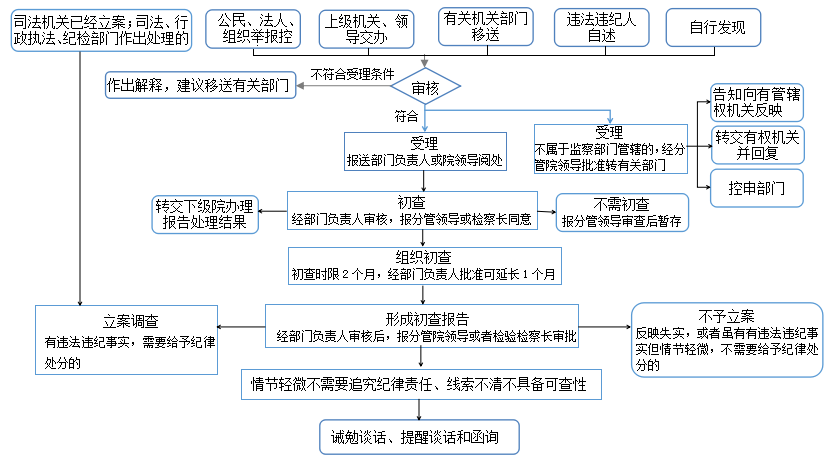 司法机关已经立案；司法、行
政执法、纪检部门作出处理的
公民、法人、
组织举报控
上级机关、领
导交办
有关机关部门
移送
违法违纪人
自述
自行发现
不符合受理条件
作出解释，建议移送有关部门
审核
符合
受理
报送部门负责人或院领导阅处
受理
不属于监察部门管辖的，经分
管院领导批准转有关部门
告知向有管辖
权机关反映
转交有权机关
并回复
控申部门
转交下级院办理
报告处理结果
初查
经部门负责人审核，报分管领导或检察长同意
不需初查
报分管领导审查后暂存
组织初查
初查时限2个月，经部门负责人批准可延长1个月
立案调查
有违法违纪事实，需要给予纪律
处分的
形成初查报告
经部门负责人审核后，报分管院领导或者检验检察长审批
不予立案
反映失实，或者虽有有违法违纪事
实但情节轻微，不需要给予纪律处
分的
情节轻微不需要追究纪律责任、线索不清不具备可查性
诫勉谈话、提醒谈话和函询